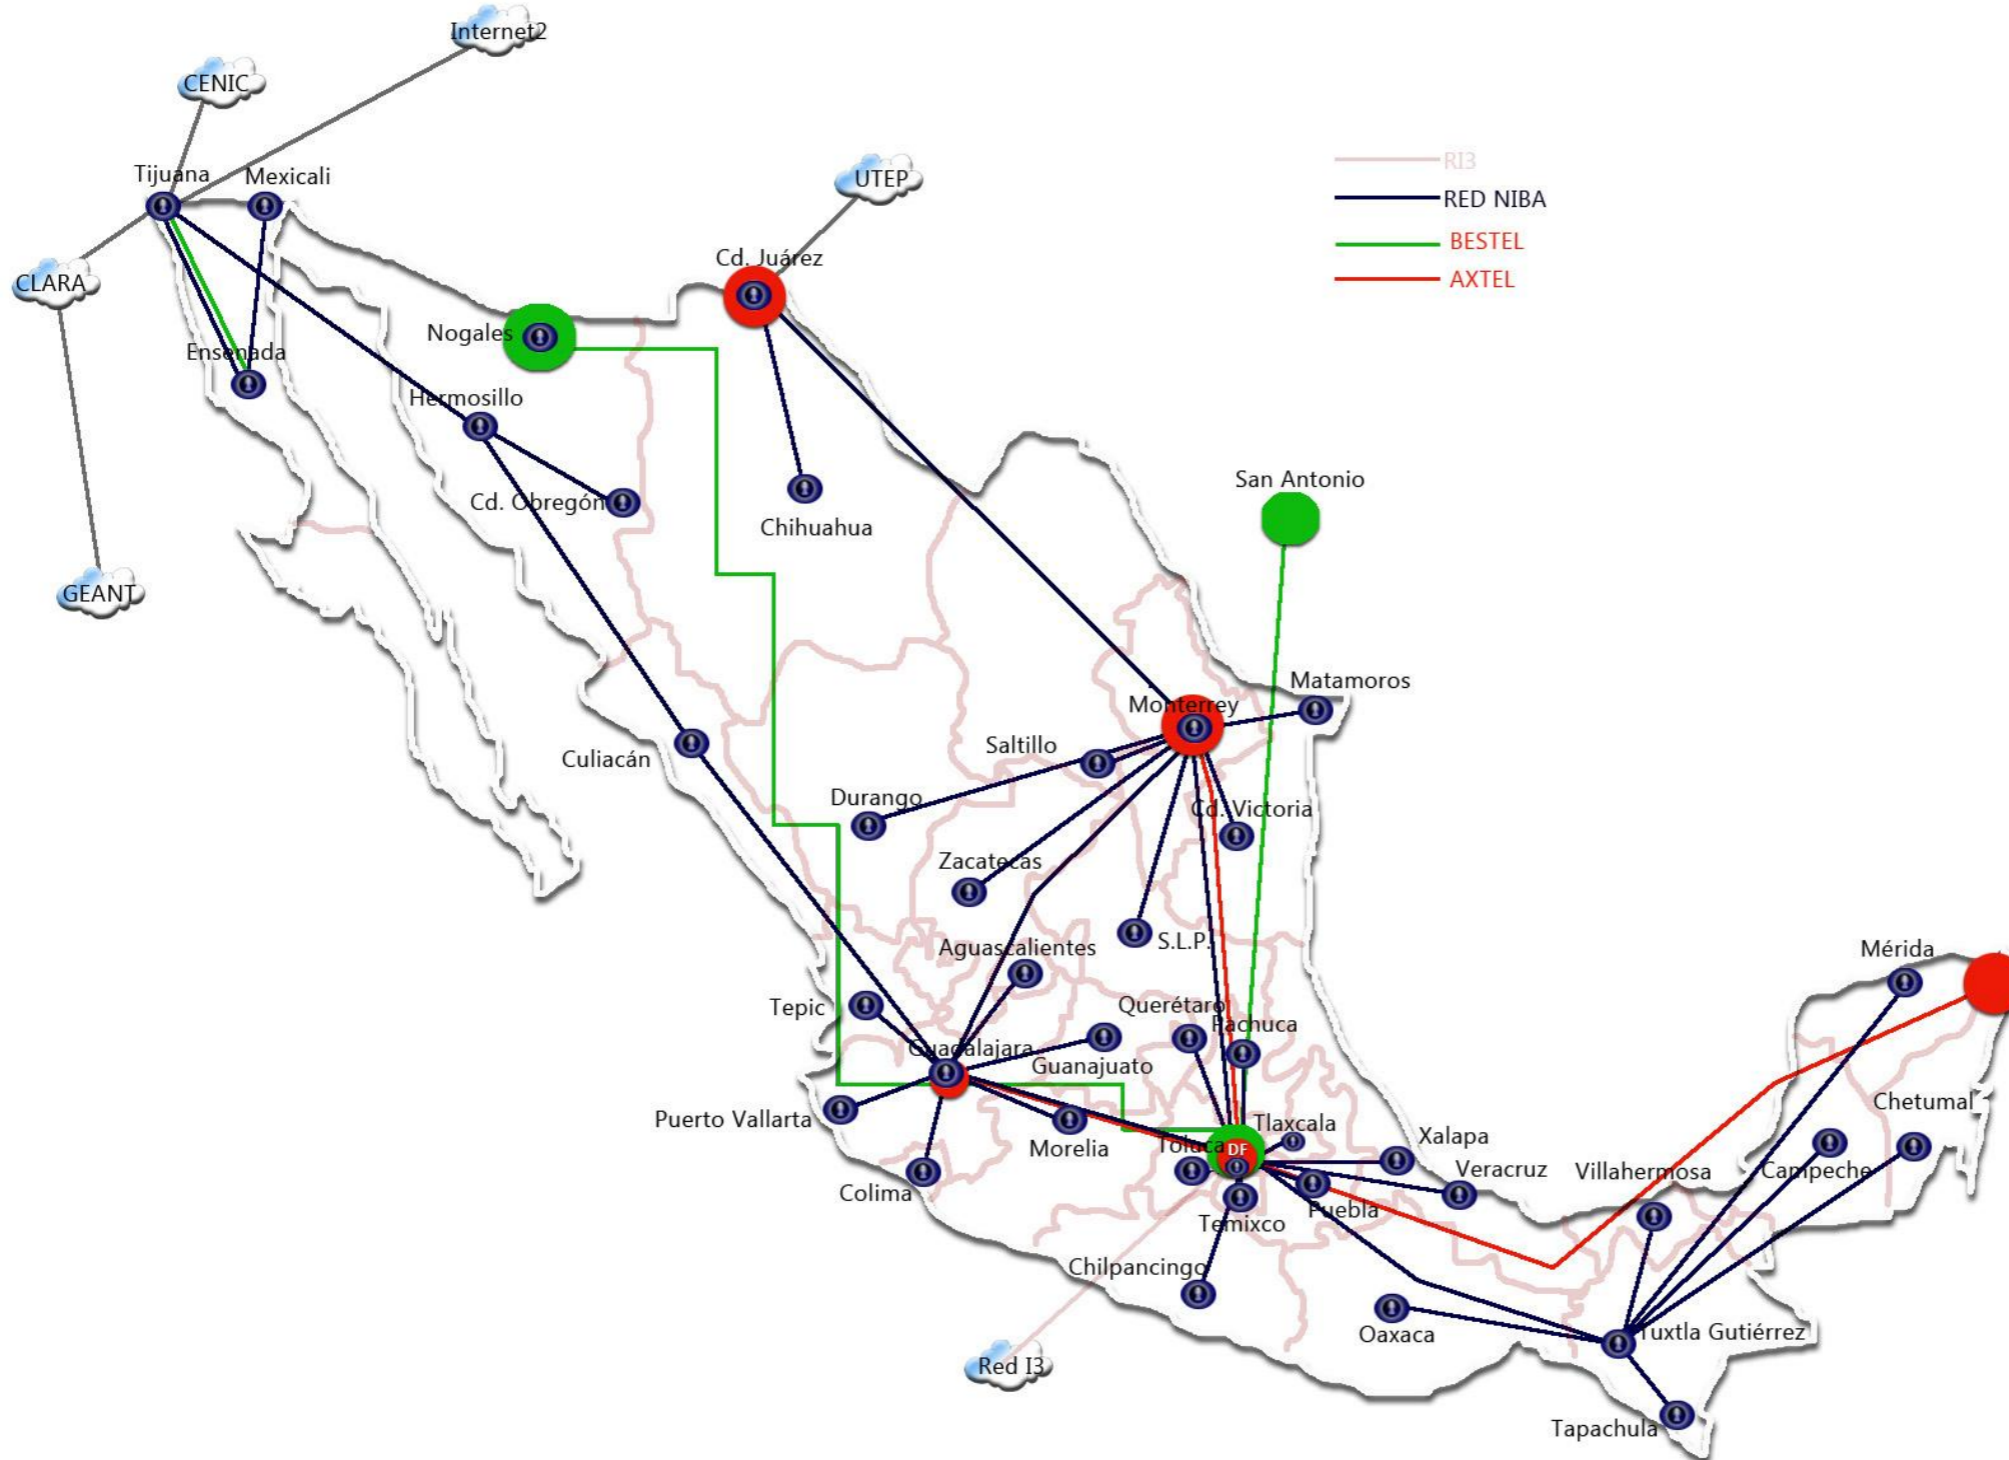 Internet2
CENIC
Tijuana
Mexicali
UTEP
RI3
RED NIBA
BESTEL
AXTEL
Cd. Juárez
CLARA
Nogales
Ensenada
Hermosillo
Cd. Obregón
Chihuahua
San Antonio
GEANT
Matamoros
Monterrey
Saltillo
Culiacán
Durango
Cd. Victoria
Zacatecas
S.L.P.
Aguascalientes
Mérida
Tepic
Querétaro
Pachuca
Guadalajara
Guanajuato
Chetumal
Puerto Vallarta
Morelia
Toluca
DF
Tlaxcala
Xalapa
Veracruz
Villahermosa
Campeche
Colima
Temixco
Puebla
Chilpancingo
Oaxaca
Tuxtla Gutiérrez
Red I3
Tapachula